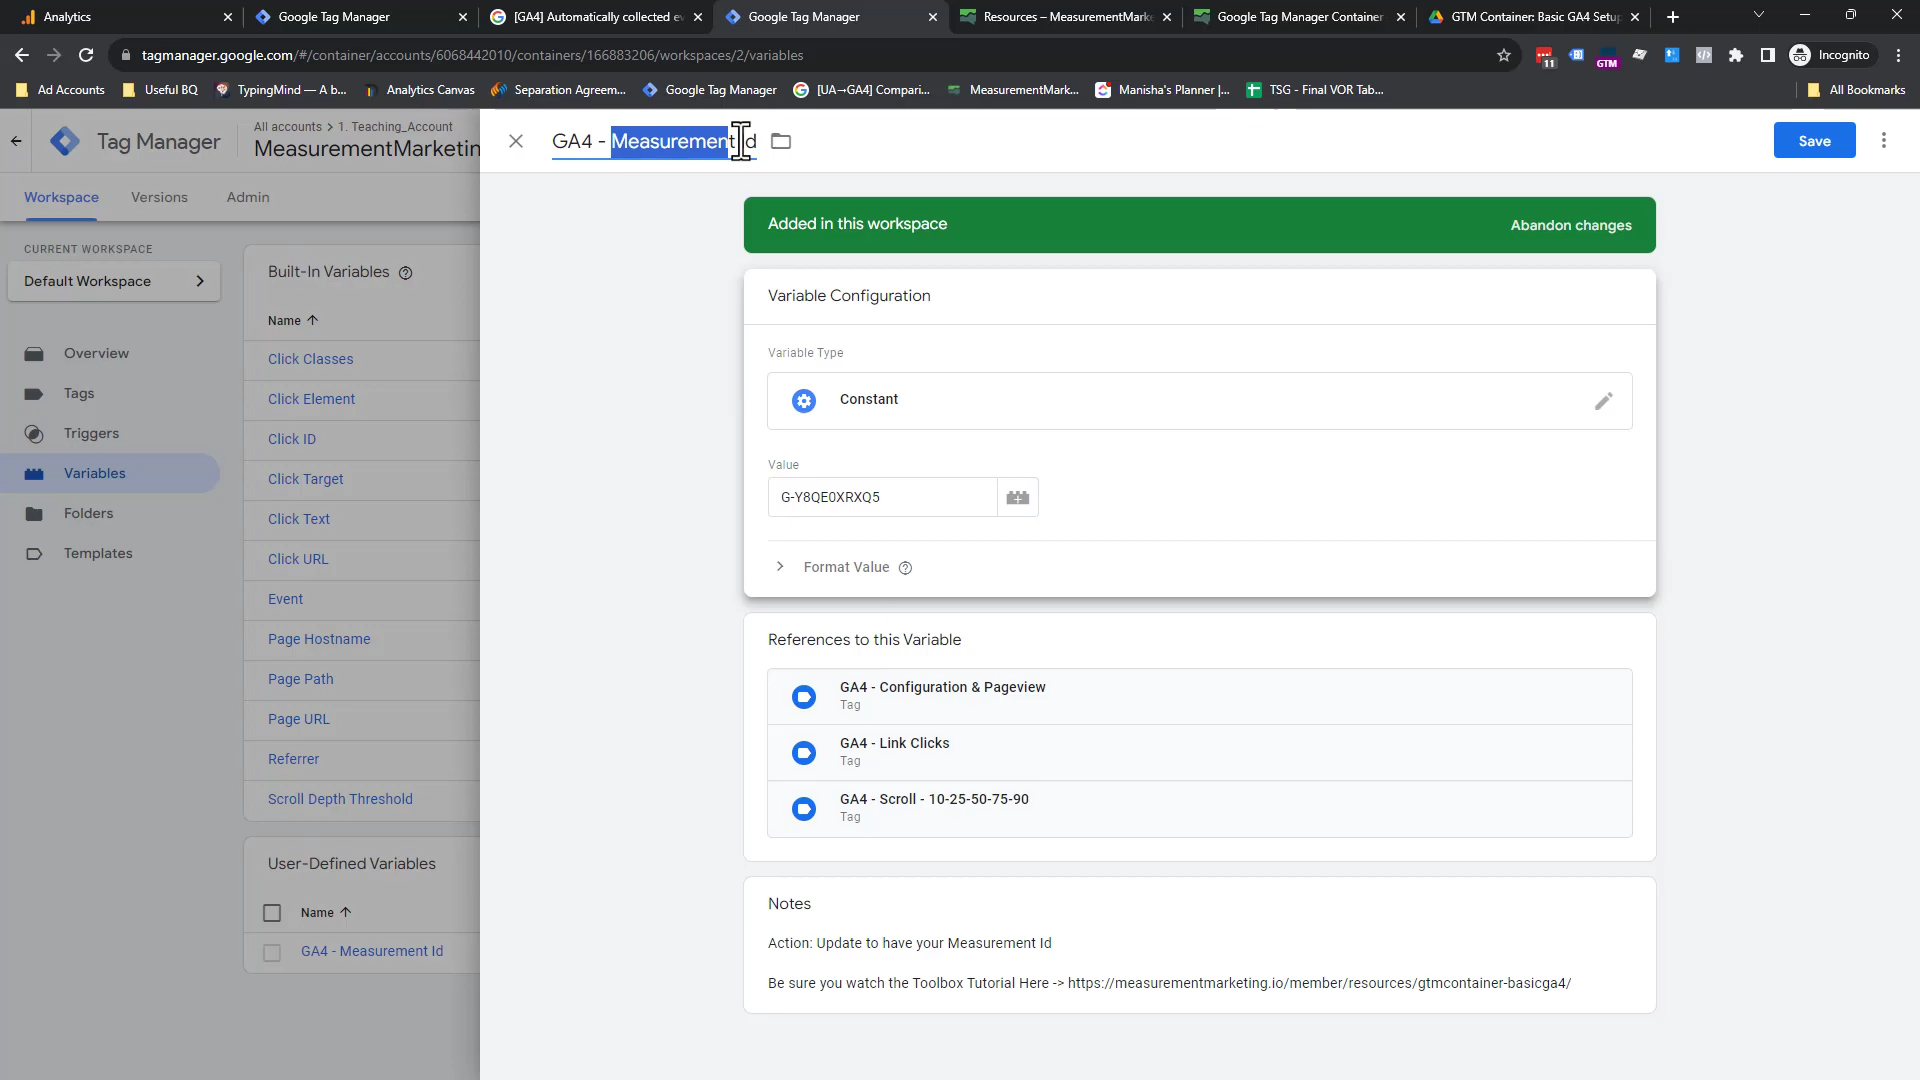 Analytics
Google Tag Manager
[GA4] Automatically collected ev
Google Tag Manager
Resources – MeasurementMarke
Google Tag Manager Container
GTM Container: Basic GA4 Setup
tagmanager.google.com/#/container/accounts/6068442010/containers/166883206/workspaces/2/variables
11
GTM
Incognito
Ad Accounts
Useful BQ
TypingMind — A b...
Analytics Canvas
Separation Agreem...
Google Tag Manager
[UA→GA4] Compari...
MeasurementMark...
Manisha's Planner |...
TSG - Final VOR Tab...
All Bookmarks
Tag Manager
All accounts > 1. Teaching_Account
MeasurementMarketin
GA4 - Measurement Id
Save
Workspace
Versions
Admin
Added in this workspace
Abandon changes
CURRENT WORKSPACE
Default Workspace
Overview
Tags
Triggers
Variables
Folders
Templates
Built-In Variables
Name
Click Classes
Click Element
Click ID
Click Target
Click Text
Click URL
Event
Page Hostname
Page Path
Page URL
Referrer
Scroll Depth Threshold
User-Defined Variables
Name
GA4 - Measurement Id
Variable Configuration
Variable Type
Constant
Value
G-Y8QE0XRXQ5
Format Value
References to this Variable
GA4 - Configuration & Pageview
Tag
GA4 - Link Clicks
Tag
GA4 - Scroll - 10-25-50-75-90
Tag
Notes
Action: Update to have your Measurement Id
Be sure you watch the Toolbox Tutorial Here -> https://measurementmarketing.io/member/resources/gtmcontainer-basicga4/